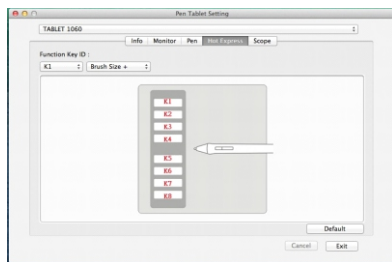 Pen Tablet Setting
TABLET 1060
Info Monitor Pen Hot Express Scope
Function Key ID :
K1 Brush Size +
K1
K2
K3
K4
K5
K6
K7
K8
Default
Cancel Exit